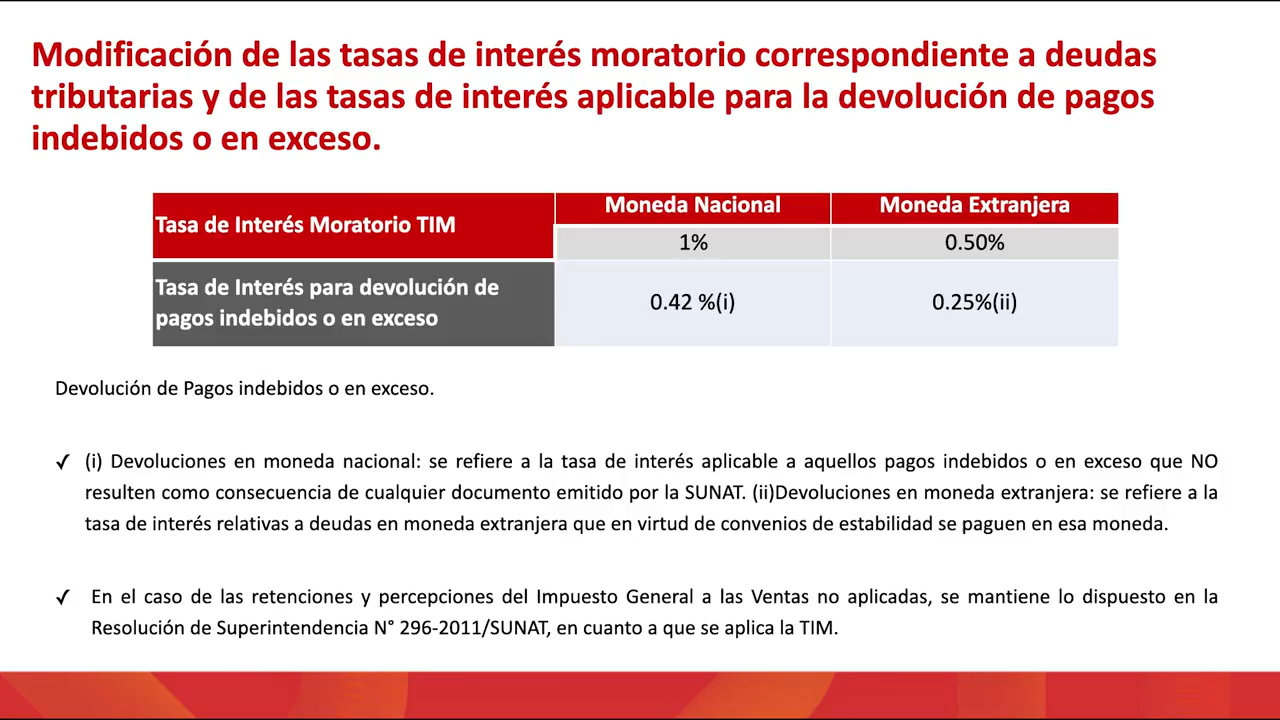 Modificación de las tasas de interés moratorio correspondiente a deudas
tributarias y de las tasas de interés aplicable para la devolución de pagos
indebidos o en exceso.
Tasa de Interés Moratorio TIM
Moneda Nacional
Moneda Extranjera
1%
0.50%
Tasa de Interés para devolución de
pagos indebidos o en exceso
0.42 %(i)
0.25%(ii)
Devolución de Pagos indebidos o en exceso.
✓ (i) Devoluciones en moneda nacional: se refiere a la tasa de interés aplicable a aquellos pagos indebidos o en exceso que NO
resulten como consecuencia de cualquier documento emitido por la SUNAT. (ii)Devoluciones en moneda extranjera: se refiere a la
tasa de interés relativas a deudas en moneda extranjera que en virtud de convenios de estabilidad se paguen en esa moneda.
✓ En el caso de las retenciones y percepciones del Impuesto General a las Ventas no aplicadas, se mantiene lo dispuesto en la
Resolución de Superintendencia N° 296-2011/SUNAT, en cuanto a que se aplica la TIM.